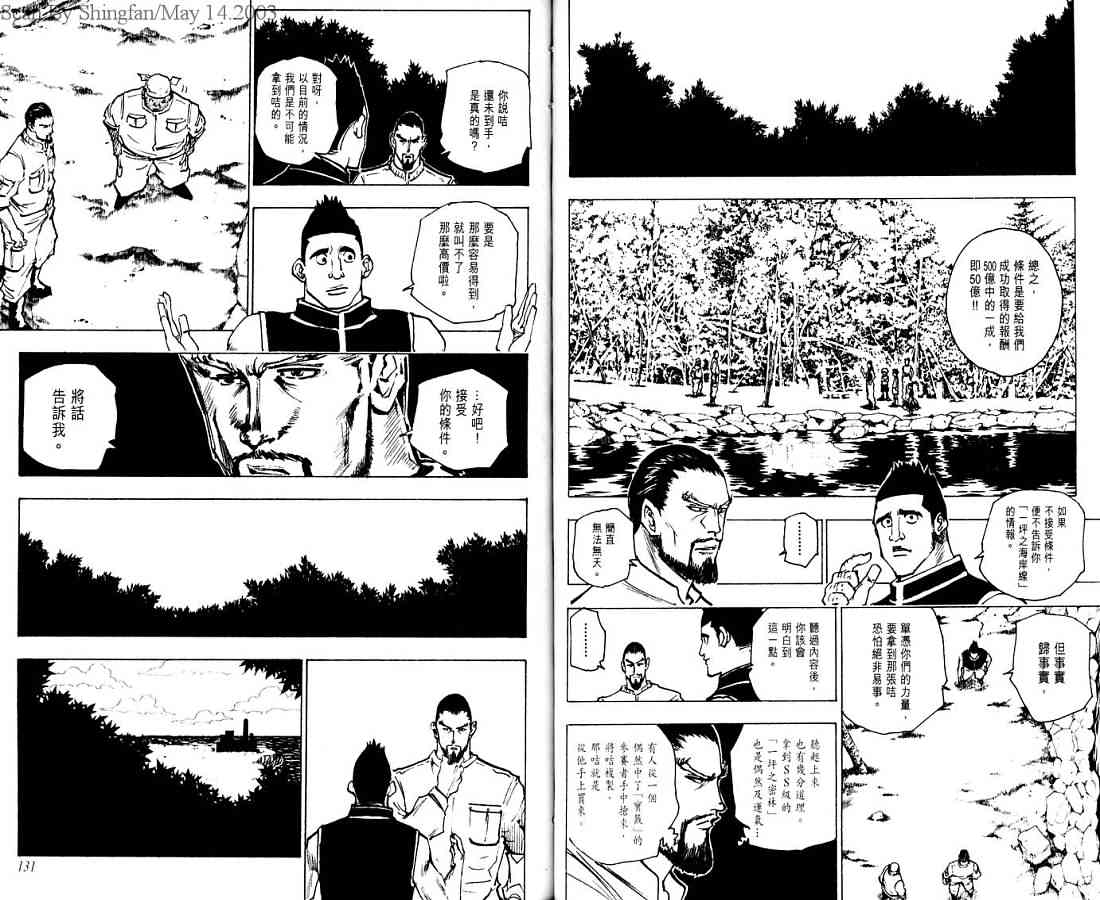 Scan By Shingfan/May 14.2003
總之，
條件是要給我們
成功取得的報酬
500億中的一成，
即50億!!
如果
不接受條件，
便不告訴你
「一坪之海岸線」
的情報。
………
簡直
無法無天。
但事實
歸事實，
單憑你們的力量，
要拿到那張咭
恐怕絕非易事。
聽過內容後，
你該會
明白到
這一點。
………
聽起上來
也有幾分道理。
拿到SS級的
「一坪之密林」
也是偶然及運氣…
有人從一個
偶然中了「寶籤」的
參賽者手中搶來，
將咭複製，
那咭就是
從他手上買來。
你說咭
還未到手，
是真的嗎？
對呀，
以目前的情況，
我們是不可能
拿到咭的。
要是
那麼容易得到，
就叫不了
那麼高價啦。
…好吧！
接受
你的條件。
將話
告訴我。
131